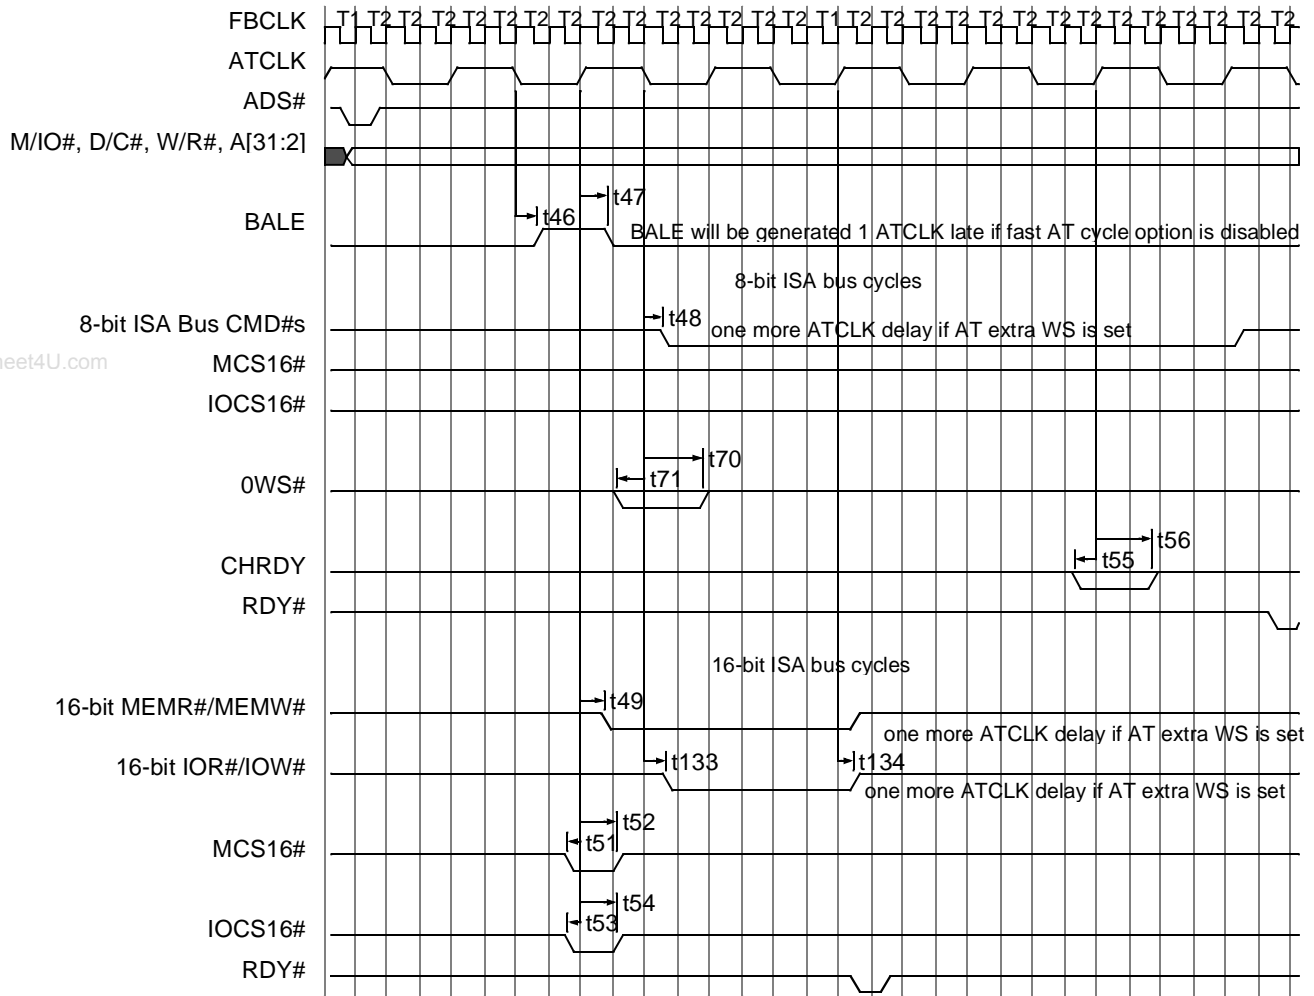 FBCLK T1 T2 T2 T2 T2 T2 T2 T2 T2 T2 T2 T2 T2 T2 T2 T1 T2 T2 T2 T2 T2 T2 T2 T2 T2 T2 T2 T2 T2 T2
ATCLK
ADS#
M/IO#, D/C#, W/R#, A[31:2]
t47
BALE t46
BALE will be generated 1 ATCLK late if fast AT cycle option is disabled
8-bit ISA bus cycles
8-bit ISA Bus CMD#s t48 one more ATCLK delay if AT extra WS is set
neet4U.com
MCS16#
IOCS16#
t70
0WS# t71
t56
CHRDY t55
RDY#
16-bit ISA bus cycles
16-bit MEMR#/MEMW# t49
one more ATCLK delay if AT extra WS is set
16-bit IOR#/IOW# t133 t134
one more ATCLK delay if AT extra WS is set
t52
MCS16# t51
t54
IOCS16# t53
RDY#